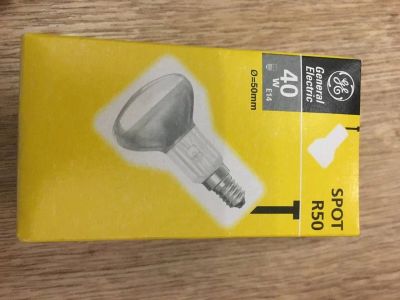 GE
General
Electric
40
W
E14
Ø=50mm
SPOT
R50